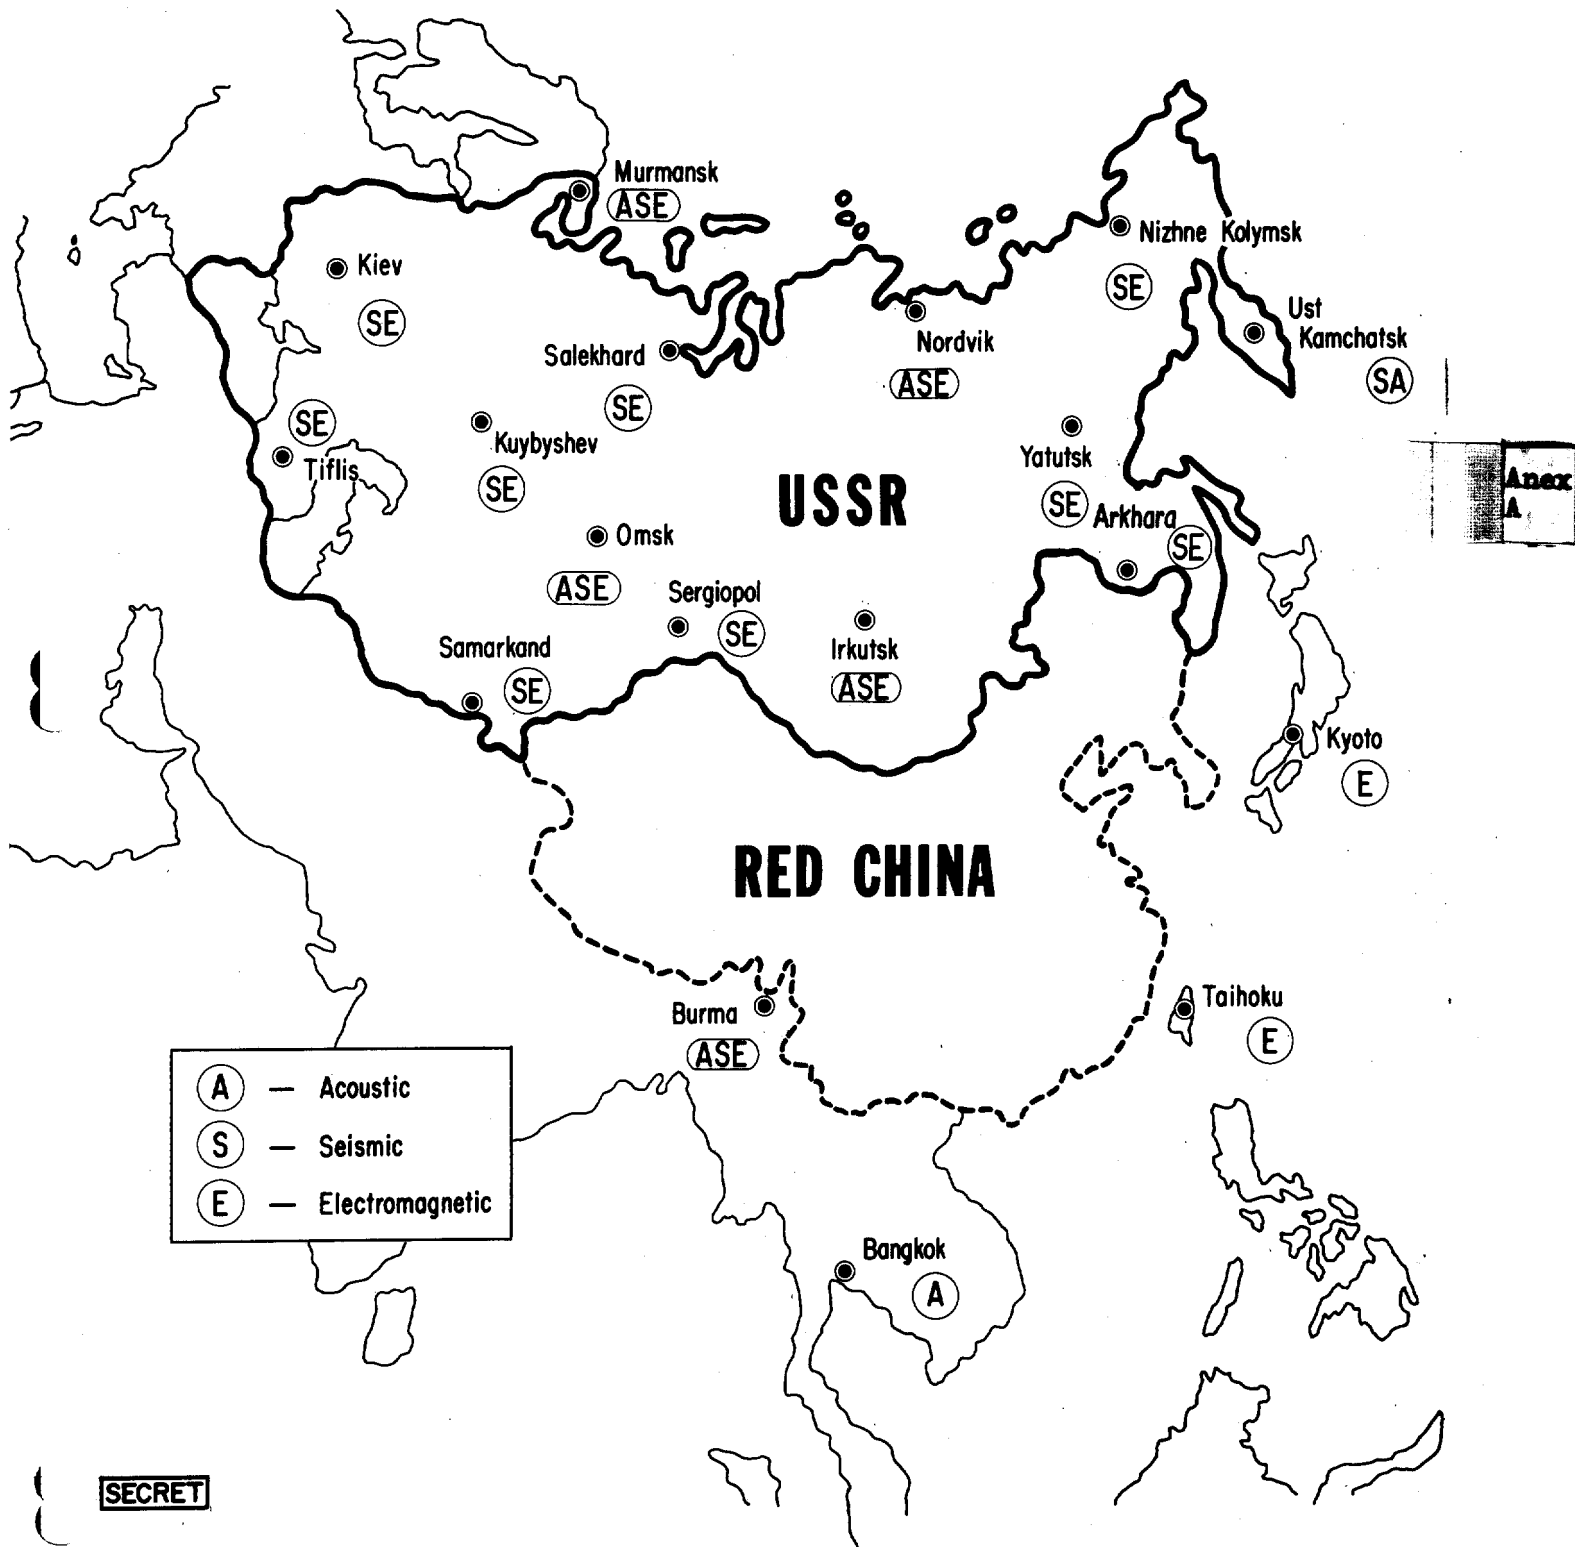 Murmansk
ASE
Kiev
SE
Nizhne Kolymsk
SE
Ust
Kamchatsk
SA
Salekhard
SE
Nordvik
ASE
SE
Tiflis
Kuybyshev
SE
USSR
Yatutsk
SE
Arkhara
SE
Anex
A
Omsk
ASE
Sergiopol
SE
Irkutsk
ASE
Samarkand
SE
Kyoto
E
RED CHINA
Burma
ASE
Taihoku
E
A — Acoustic
S — Seismic
E — Electromagnetic
Bangkok
A
SECRET